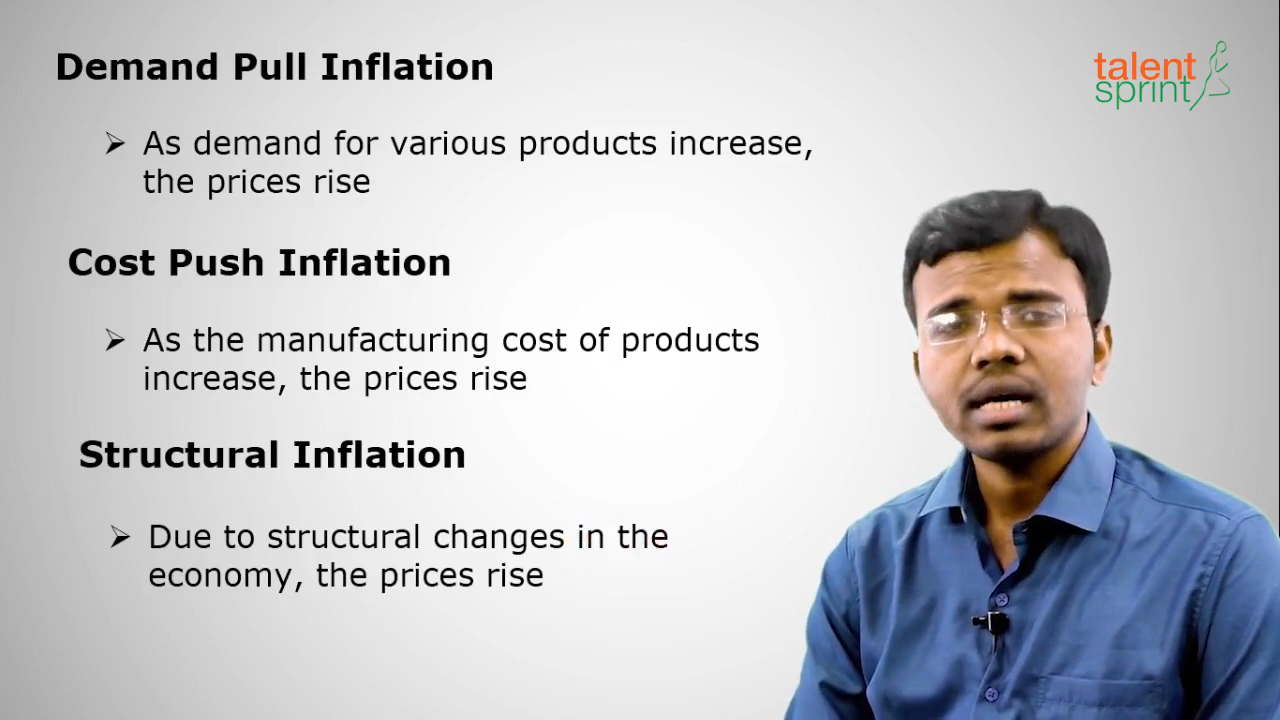 Demand Pull Inflation
talent
sprint
➢ As demand for various products increase,
the prices rise
Cost Push Inflation
➢ As the manufacturing cost of products
increase, the prices rise
Structural Inflation
➢ Due to structural changes in the
economy, the prices rise